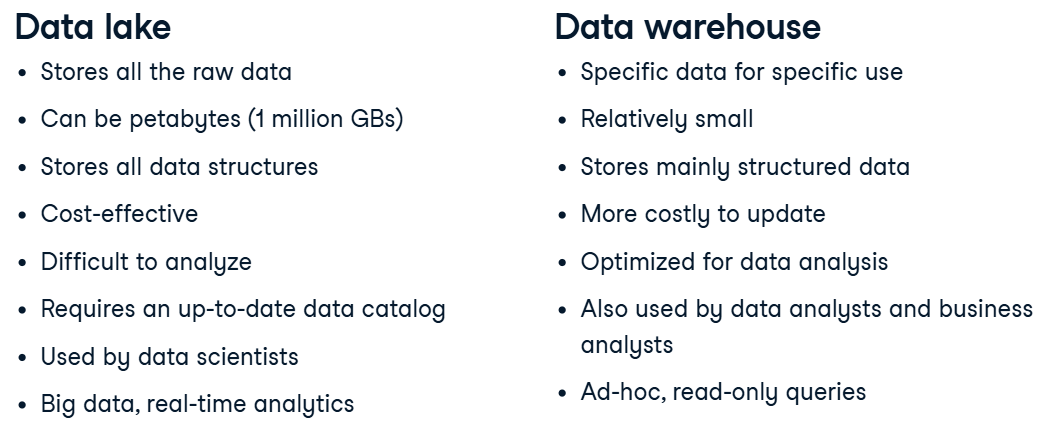 Data lake
• Stores all the raw data
• Can be petabytes (1 million GBs)
• Stores all data structures
• Cost-effective
• Difficult to analyze
• Requires an up-to-date data catalog
• Used by data scientists
• Big data, real-time analytics
Data warehouse
• Specific data for specific use
• Relatively small
• Stores mainly structured data
• More costly to update
• Optimized for data analysis
• Also used by data analysts and business
analysts
• Ad-hoc, read-only queries